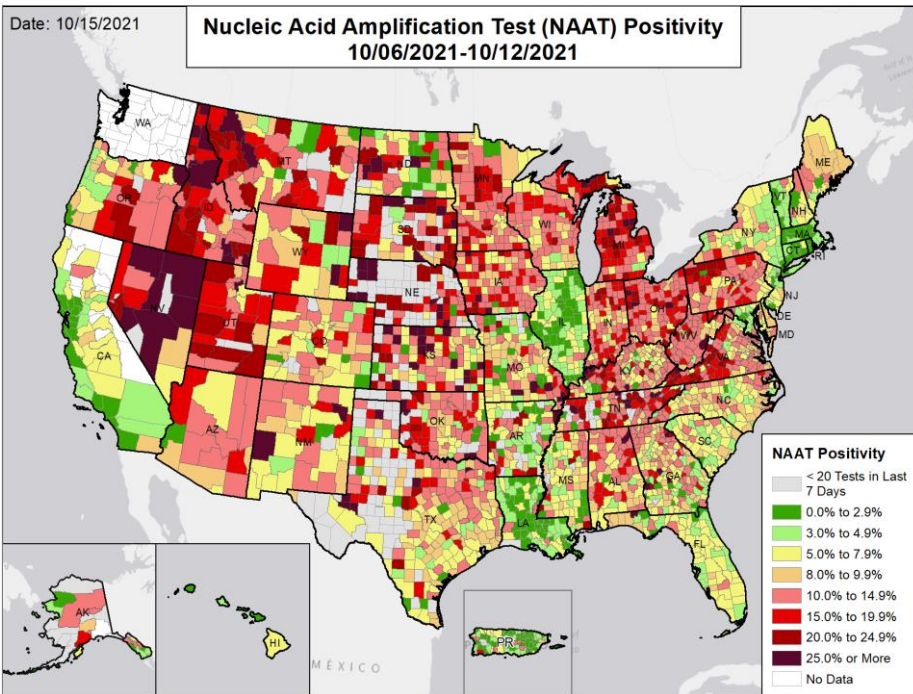 Date: 10/15/2021
Nucleic Acid Amplification Test (NAAT) Positivity
10/06/2021-10/12/2021
WA
MT
ND
MN
ME
OR
ID
WI
VT
NH
SD
NY
MA
WY
MI
CT
RI
IA
PA
NE
NJ
NV
OH
IN
IL
DE
UT
MD
CO
WV
CA
KS
MO
VA
KY
NC
TN
OK
AZ
NM
AR
SC
MS
AL
GA
TX
LA
FL
AK
HI
PR
MÉXICO
NAAT Positivity
< 20 Tests in Last
7 Days
0.0% to 2.9%
3.0% to 4.9%
5.0% to 7.9%
8.0% to 9.9%
10.0% to 14.9%
15.0% to 19.9%
20.0% to 24.9%
25.0% or More
No Data